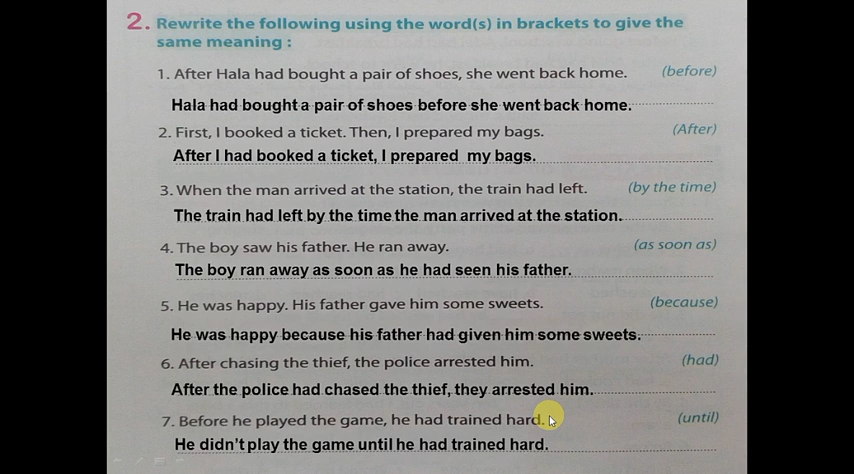 2. Rewrite the following using the word(s) in brackets to give the
same meaning :
1. After Hala had bought a pair of shoes, she went back home. (before)
Hala had bought a pair of shoes before she went back home.
2. First, I booked a ticket. Then, I prepared my bags. (After)
After I had booked a ticket, I prepared my bags.
3. When the man arrived at the station, the train had left. (by the time)
The train had left by the time the man arrived at the station.
4. The boy saw his father. He ran away. (as soon as)
The boy ran away as soon as he had seen his father.
5. He was happy. His father gave him some sweets. (because)
He was happy because his father had given him some sweets.
6. After chasing the thief, the police arrested him. (had)
After the police had chased the thief, they arrested him.
7. Before he played the game, he had trained hard. (until)
He didn't play the game until he had trained hard.